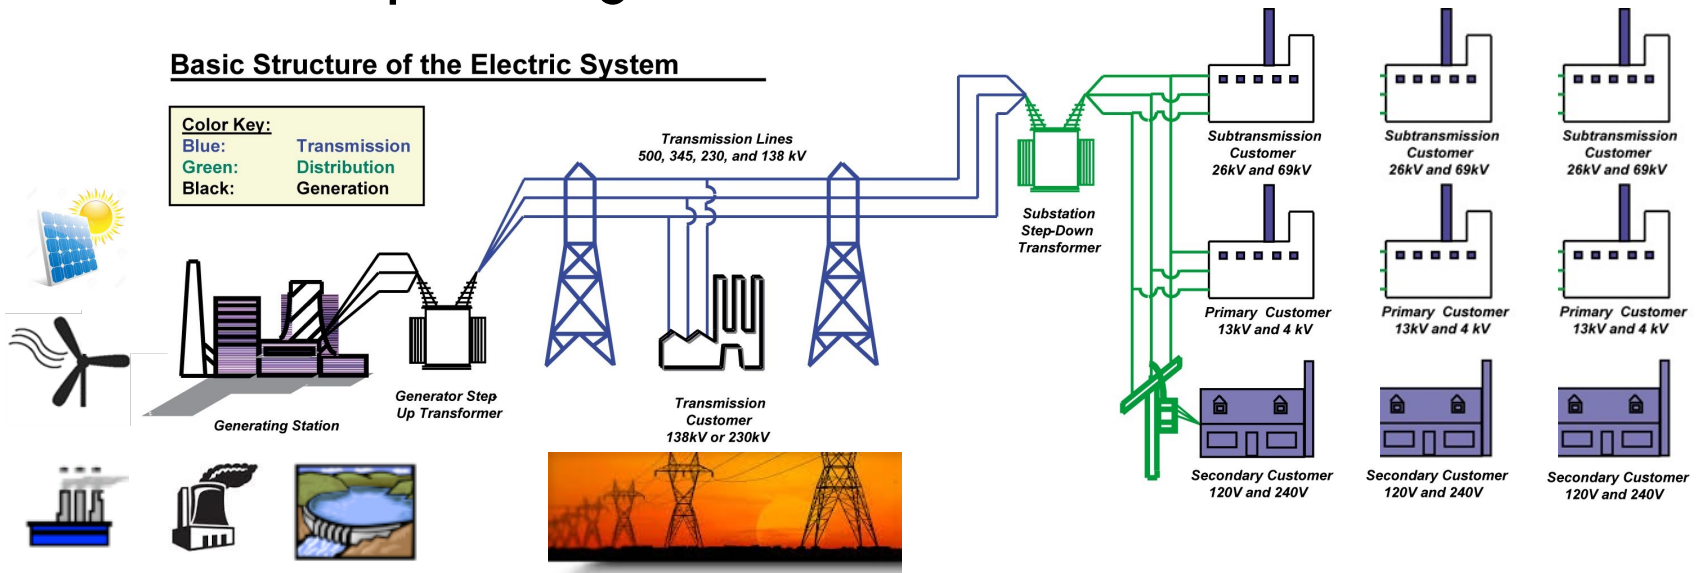 Basic Structure of the Electric System
Color Key:
Blue: Transmission
Green: Distribution
Black: Generation
Transmission Lines
500, 345, 230, and 138 kV
Generating Station
Generator Step
Up Transformer
Transmission
Customer
138kV or 230kV
Substation
Step-Down
Transformer
Subtransmission
Customer
26kV and 69kV
Subtransmission
Customer
26kV and 69kV
Subtransmission
Customer
26kV and 69kV
Primary Customer
13kV and 4 kV
Primary Customer
13kV and 4 kV
Primary Customer
13kV and 4 kV
Secondary Customer
120V and 240V
Secondary Customer
120V and 240V
Secondary Customer
120V and 240V